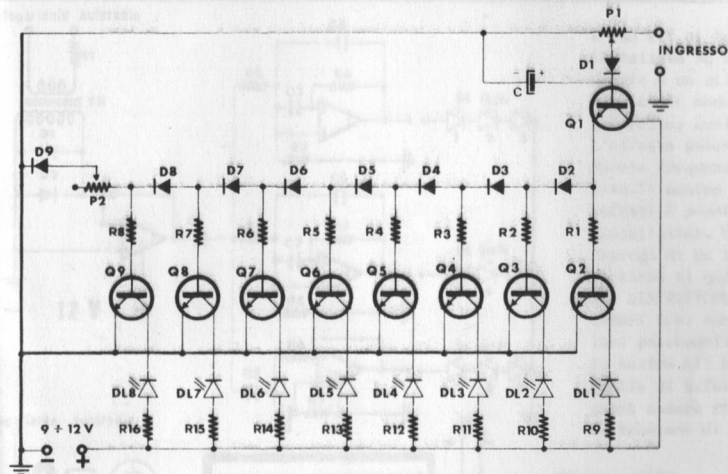 P1
INGRESSO
D1
C
- +
Q1
D9
P2
D8 D7 D6 D5 D4 D3 D2
R8 R7 R6 R5 R4 R3 R2 R1
Q9 Q8 Q7 Q6 Q5 Q4 Q3 Q2
DL8 DL7 DL6 DL5 DL4 DL3 DL2 DL1
R16 R15 R14 R13 R12 R11 R10 R9
9 ÷ 12 V
- +